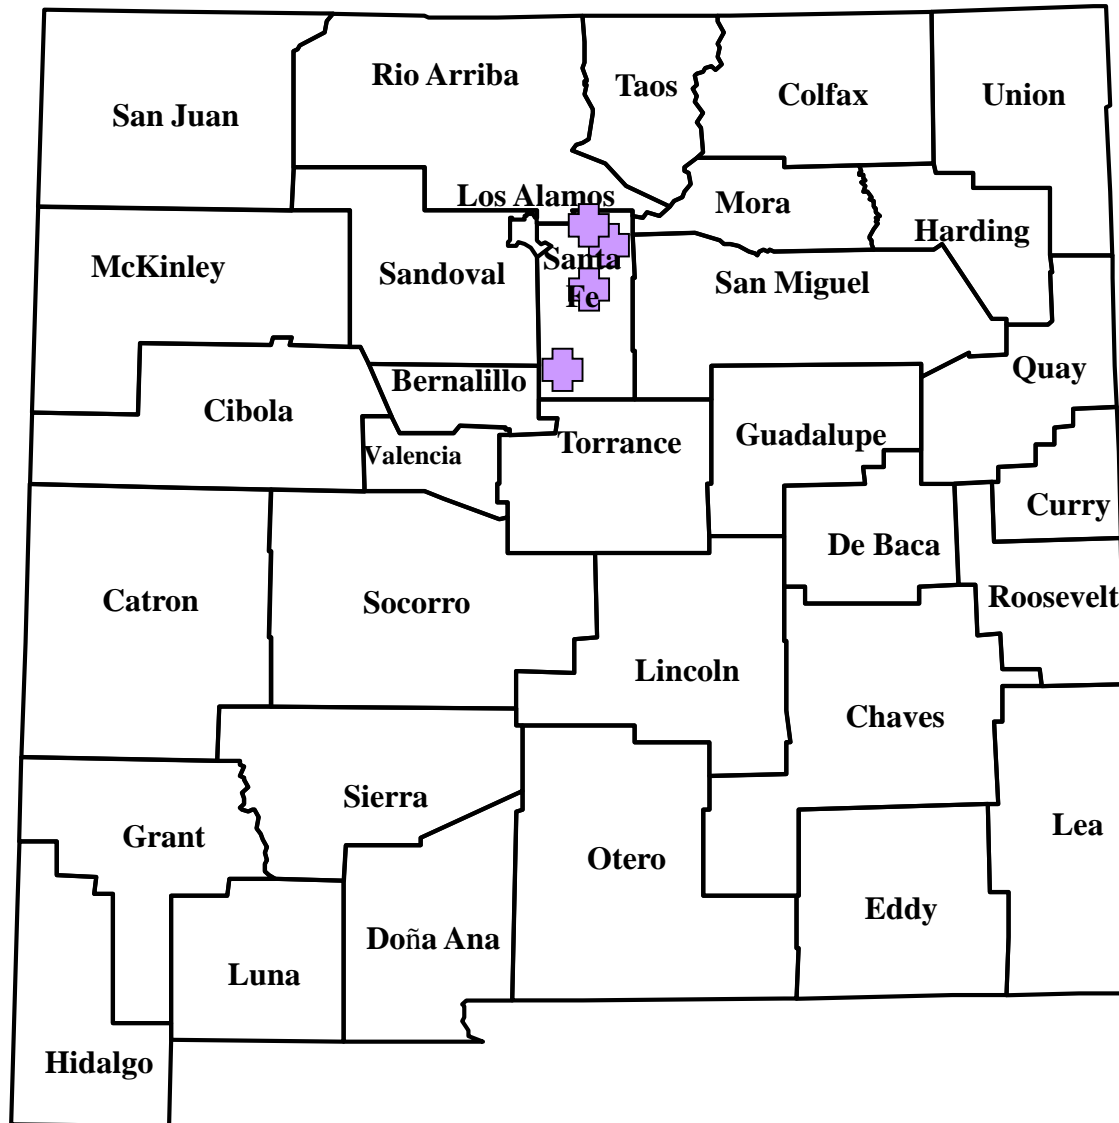 Rio Arriba
Taos
Colfax
Union
San Juan
Los Alamos
Mora
Harding
McKinley
Sandoval
Santa
Fe
San Miguel
Quay
Bernalillo
Cibola
Valencia
Torrance
Guadalupe
Curry
De Baca
Catron
Socorro
Roosevelt
Lincoln
Chaves
Sierra
Grant
Lea
Otero
Eddy
Doña Ana
Luna
Hidalgo